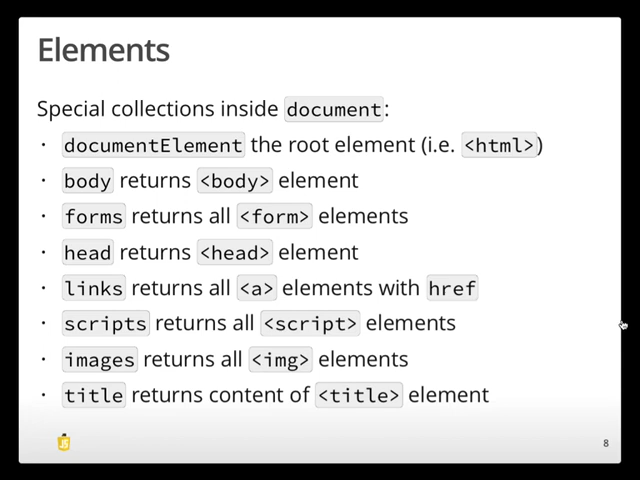 Elements
Special collections inside document:
· documentElement the root element (i.e. <html>)
· body returns <body> element
· forms returns all <form> elements
· head returns <head> element
· links returns all <a> elements with href
· scripts returns all <script> elements
· images returns all <img> elements
· title returns content of <title> element
JS
8